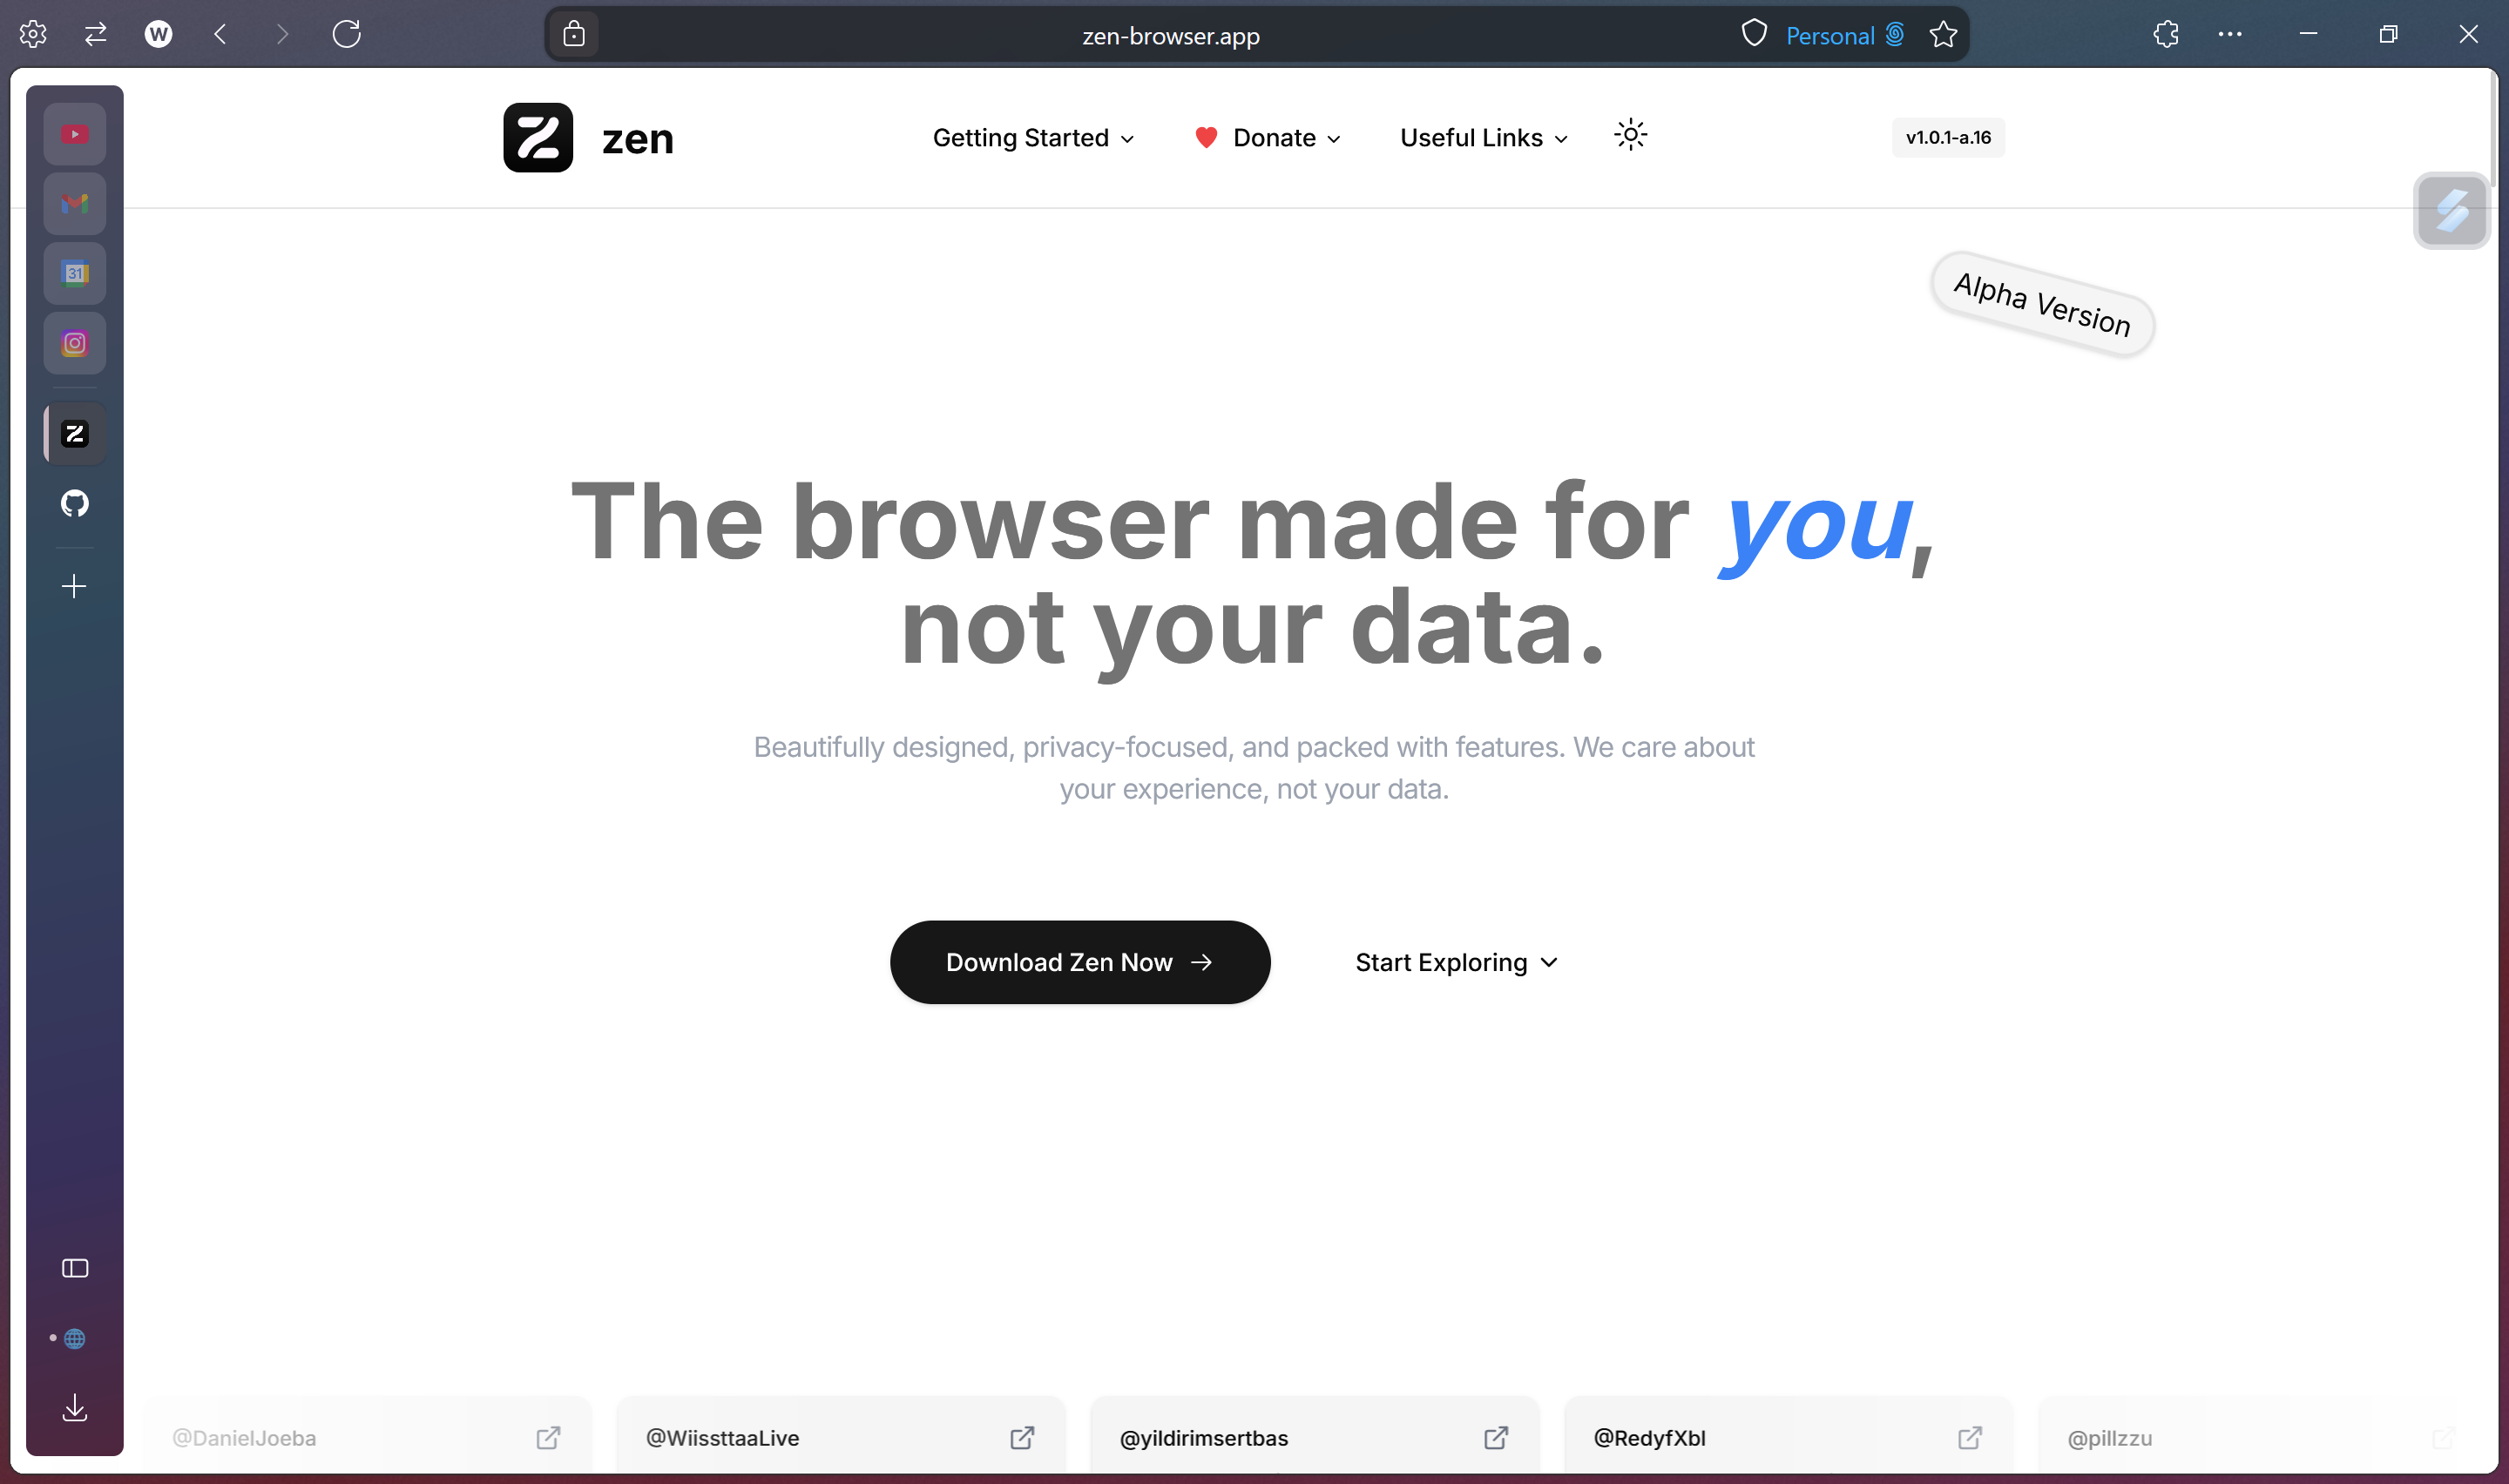 W
zen-browser.app
Personal
31
zen
Getting Started
Donate
Useful Links
v1.0.1-a.16
Alpha Version
The browser made for you,
not your data.
Beautifully designed, privacy-focused, and packed with features. We care about
your experience, not your data.
Download Zen Now
Start Exploring
@DanielJoeba
@WiissttaaLive
@yildirimsertbas
@RedyfXbl
@pillzzu